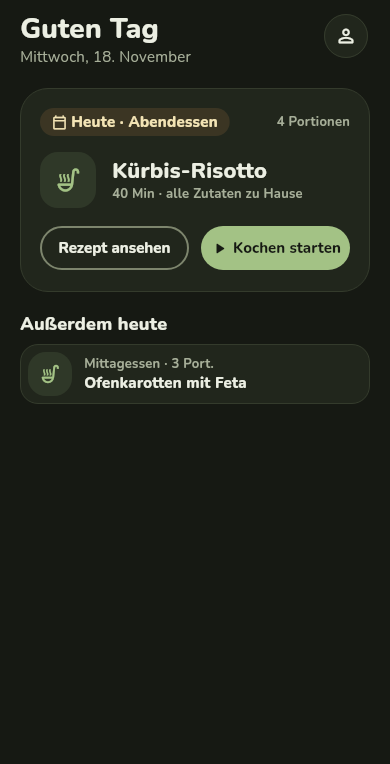 Guten Tag
Mittwoch, 18. November
Heute · Abendessen
4 Portionen
Kürbis-Risotto
40 Min · alle Zutaten zu Hause
Rezept ansehen
Kochen starten
Außerdem heute
Mittagessen · 3 Port.
Ofenkarotten mit Feta